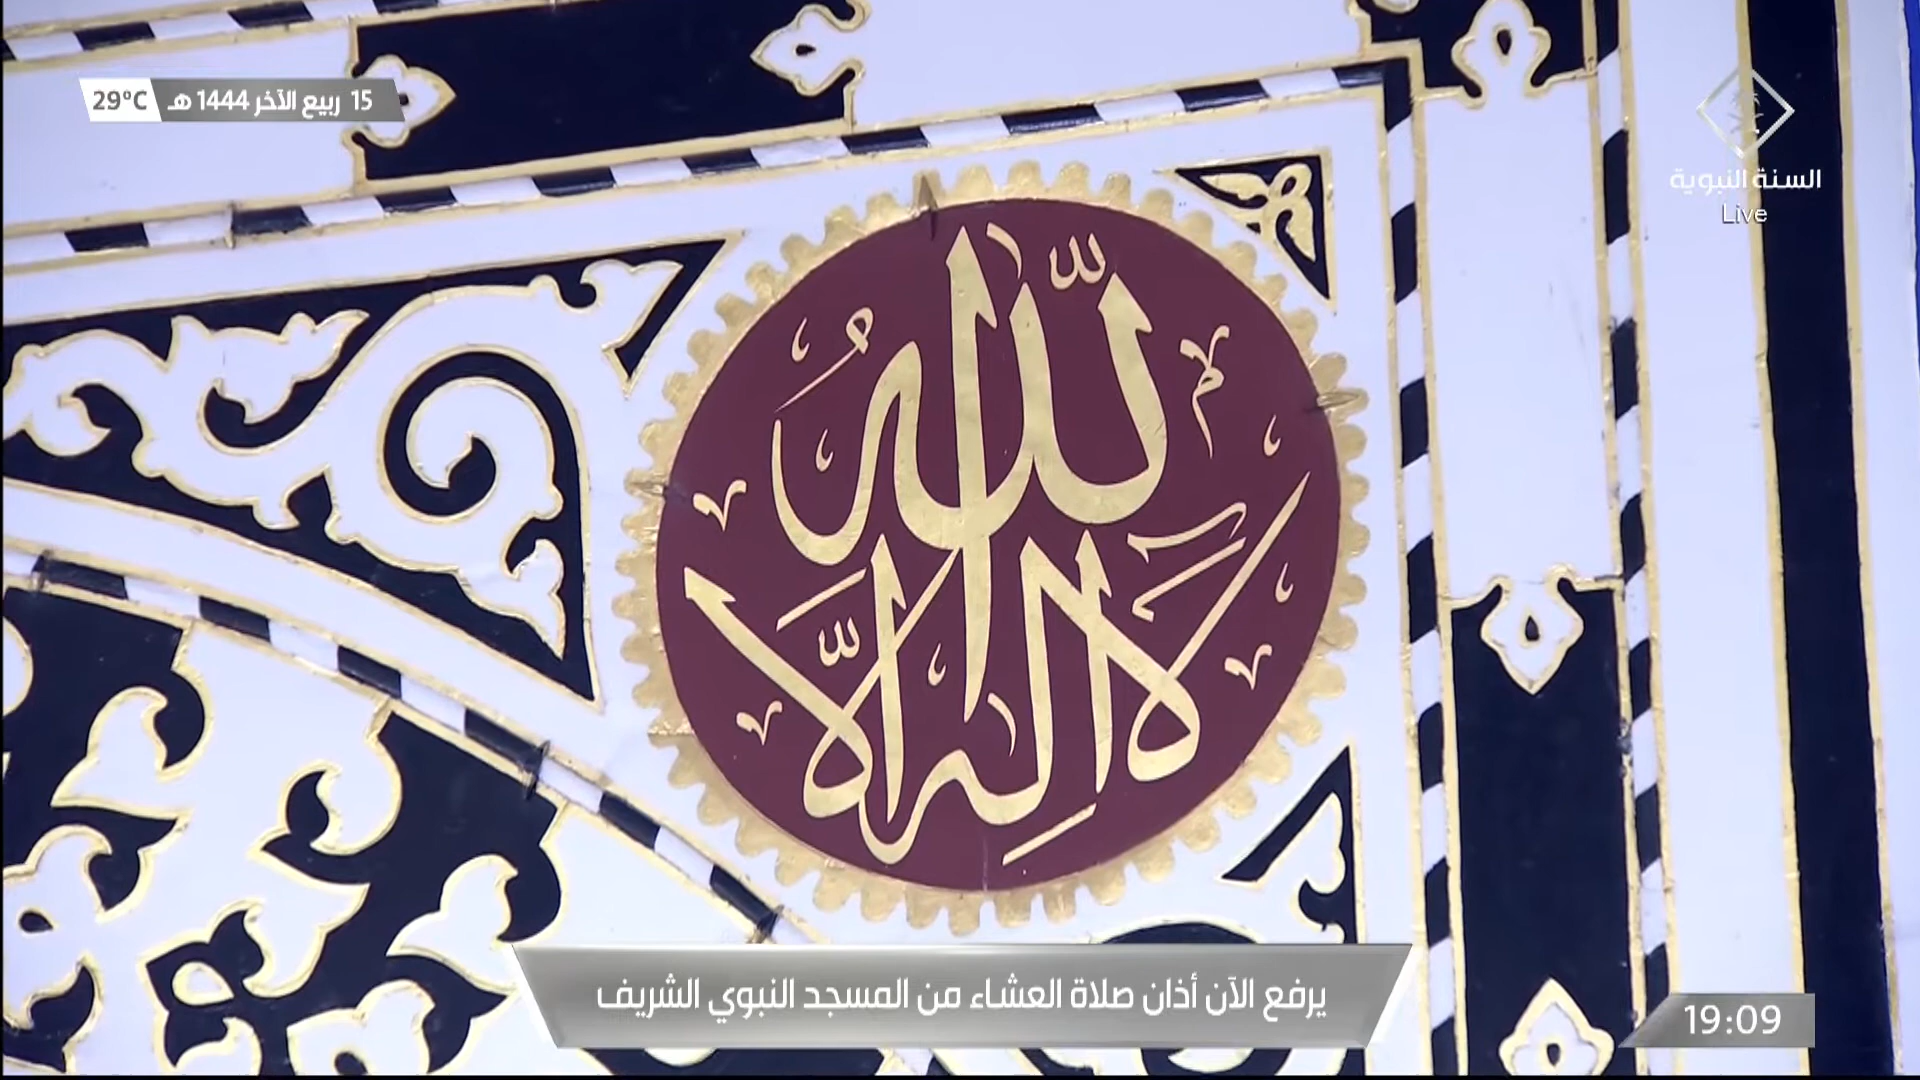 15 ربيع الآخر 1444 هـ 29°C
السنة النبوية
Live
لا إله إلا الله
يرفع الآن أذان صلاة العشاء من المسجد النبوي الشريف
19:09